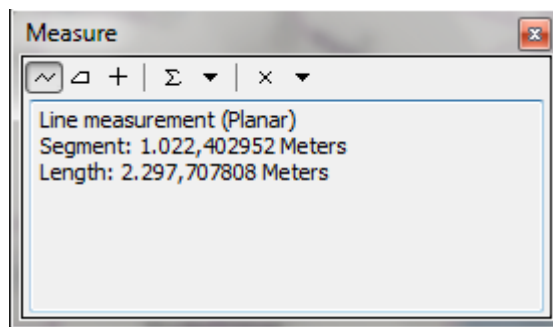 Measure
Σ
Line measurement (Planar)
Segment: 1.022,402952 Meters
Length: 2.297,707808 Meters